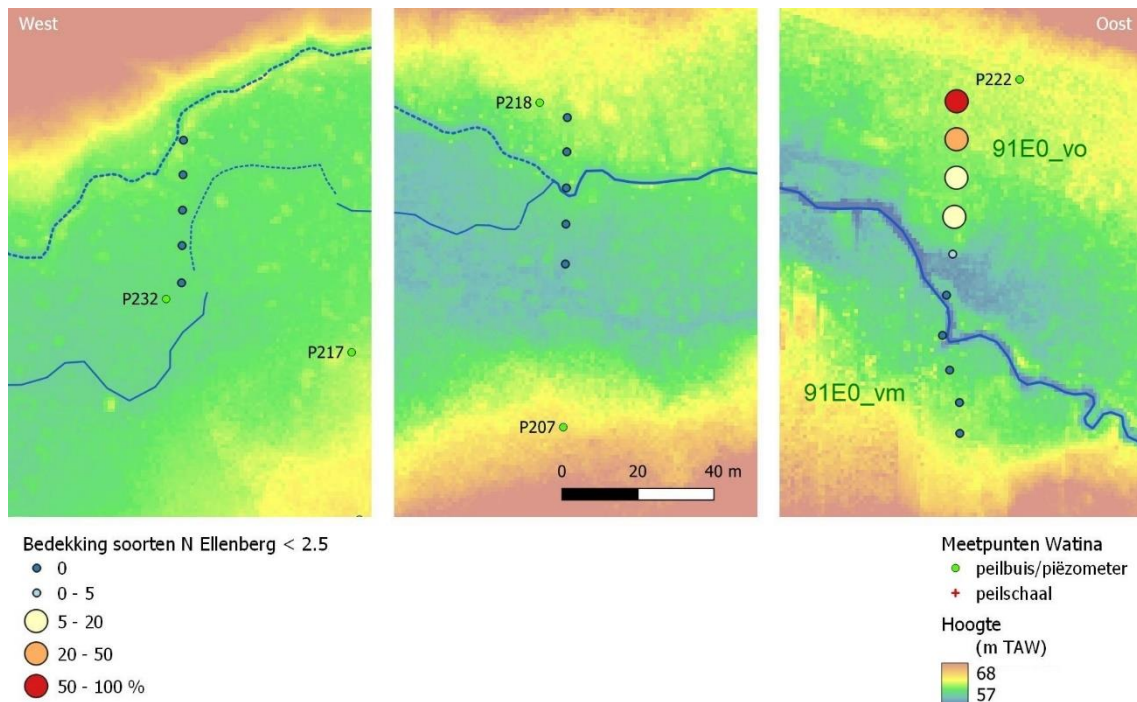 West
P232
P217
P218
P207
0 20 40 m
Oost
P222
91E0_vo
91E0_vm
Bedekking soorten N Ellenberg < 2.5
0
0 - 5
5 - 20
20 - 50
50 - 100 %
Meetpunten Watina
peilbuis/piëzometer
peilschaal
Hoogte
(m TAW)
68
57